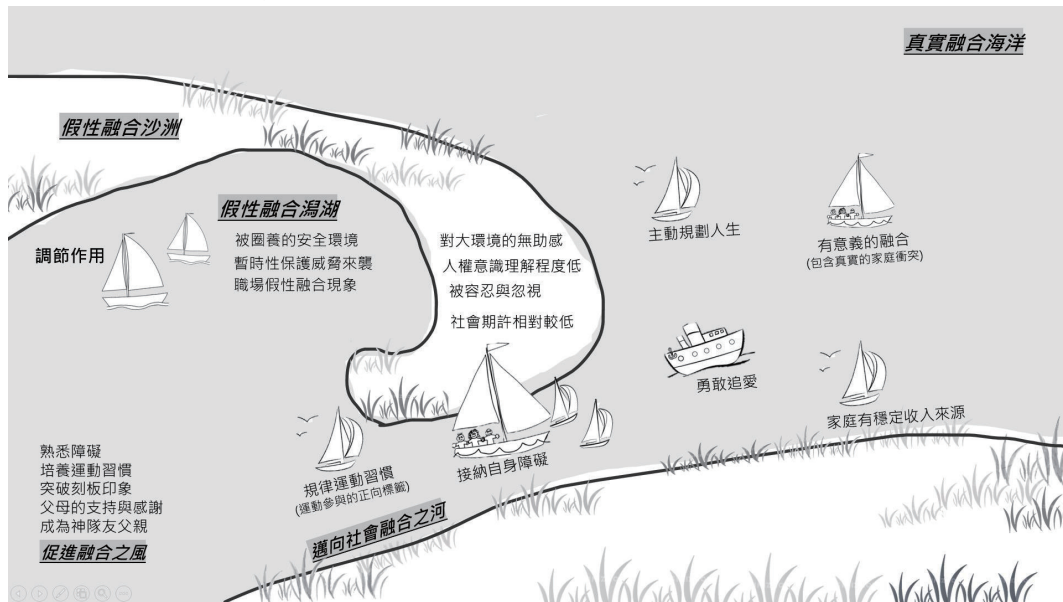 真實融合海洋
假性融合沙洲
假性融合潟湖
被圈養的安全環境
暫時性保護威脅來襲
職場假性融合現象
調節作用
對大環境的無助感
人權意識理解程度低
被容忍與忽視
社會期許相對較低
主動規劃人生
有意義的融合
(包含真實的家庭衝突)
勇敢追愛
家庭有穩定收入來源
接納自身障礙
規律運動習慣
(運動參與的正向標籤)
邁向社會融合之河
熟悉障礙
培養運動習慣
突破刻板印象
父母的支持與感謝
成為神隊友父親
促進融合之風